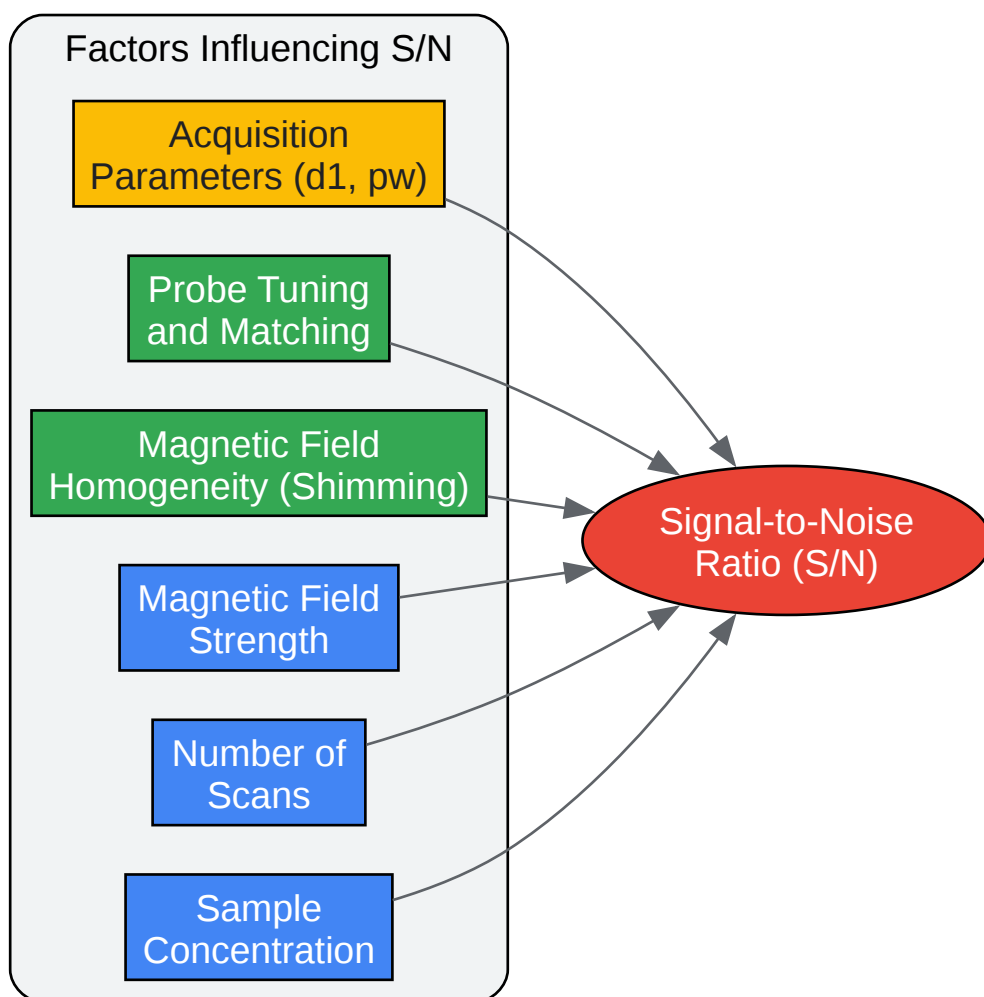 Factors Influencing S/N
Acquisition
Parameters (d1, pw)
Probe Tuning
and Matching
Magnetic Field
Homogeneity (Shimming)
Magnetic Field
Strength
Number of
Scans
Sample
Concentration
Signal-to-Noise
Ratio (S/N)